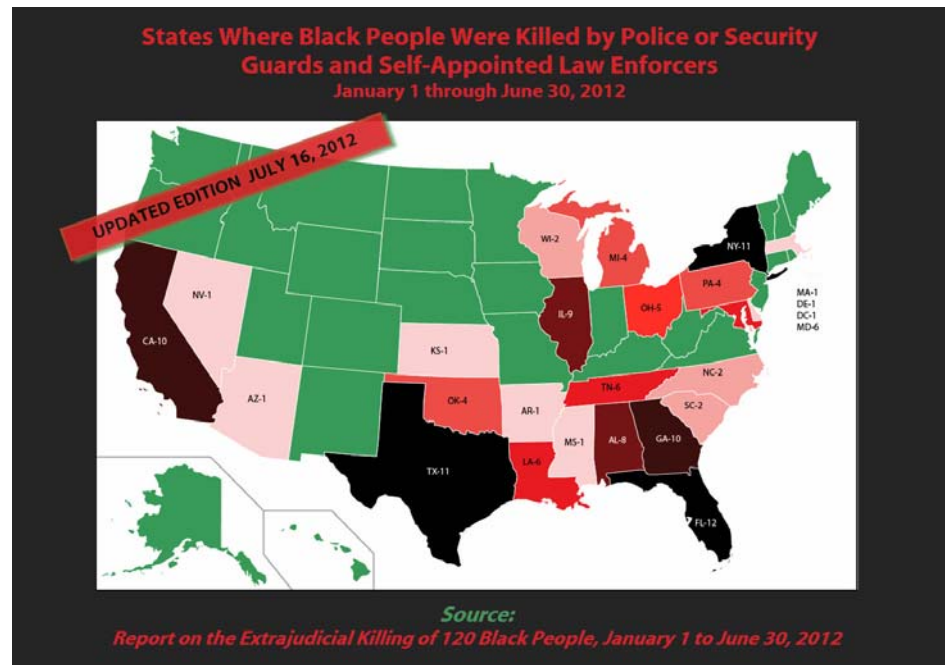 States Where Black People Were Killed by Police or Security
Guards and Self-Appointed Law Enforcers
January 1 through June 30, 2012
UPDATED EDITION JULY 16, 2012
WI-2
MI-4
NY-11
PA-4
MA-1
DE-1
DC-1
MD-6
NV-1
IL-9
OH-5
CA-10
KS-1
AZ-1
OK-4
AR-1
TN-6
NC-2
SC-2
MS-1
AL-8
GA-10
TX-11
LA-6
FL-12
Source:
Report on the Extrajudicial Killing of 120 Black People, January 1 to June 30, 2012